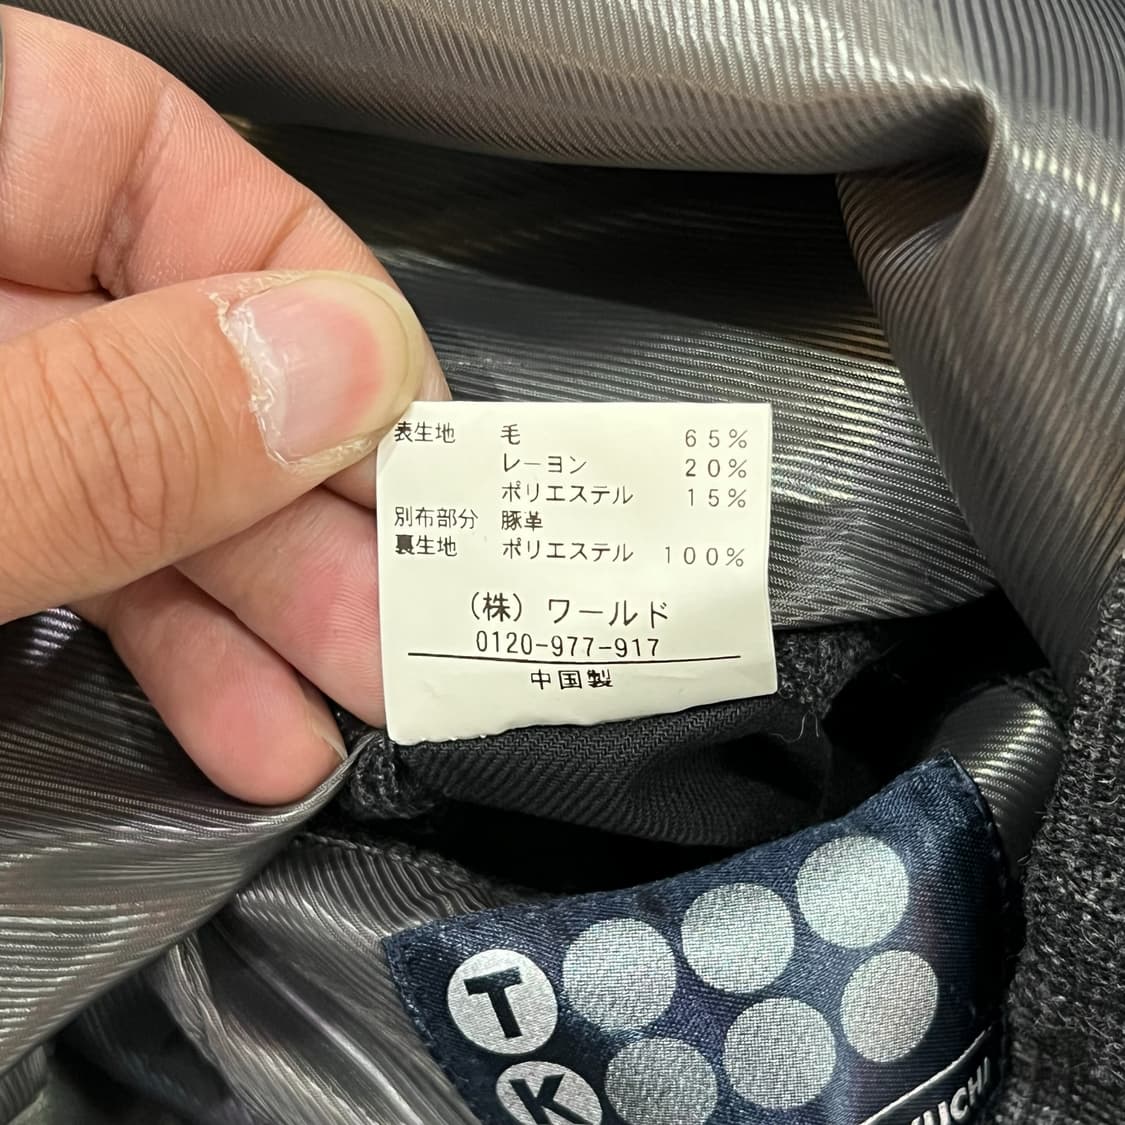 表生地 毛 65%
レーヨン 20%
ポリエステル 15%
別布部分 豚革
裏生地 ポリエステル 100%
(株) ワールド
0120-977-917
中国製
T
K
UCHI